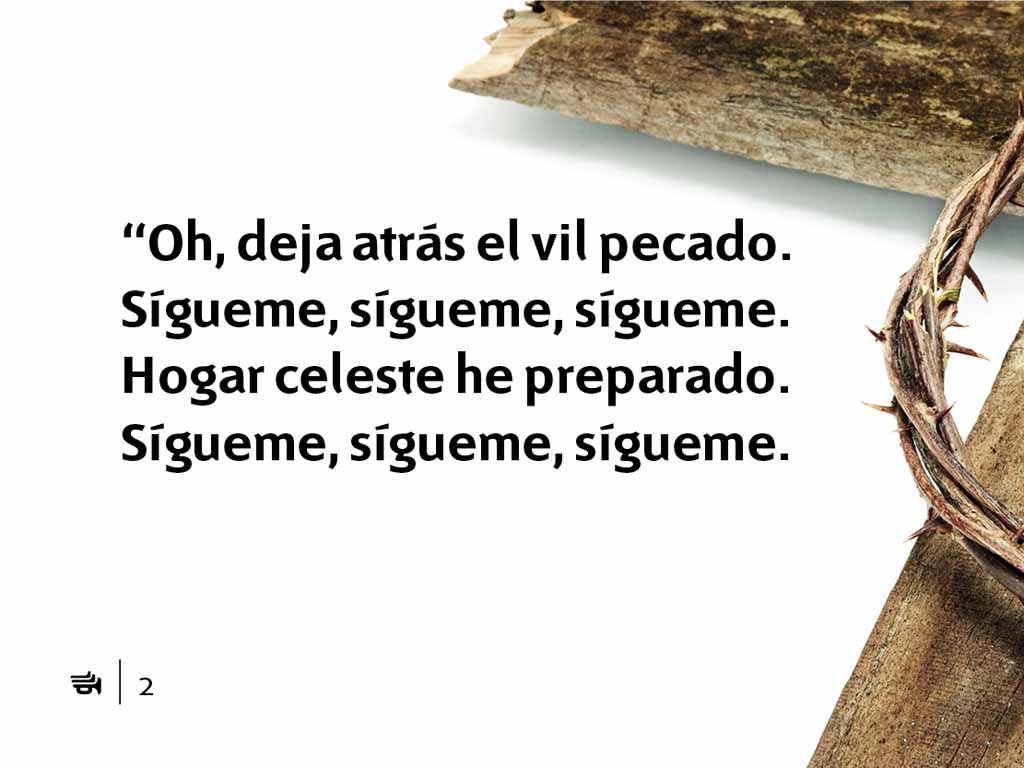 “Oh, deja atrás el vil pecado.
Sígueme, sígueme, sígueme.
Hogar celeste he preparado.
Sígueme, sígueme, sígueme.
2